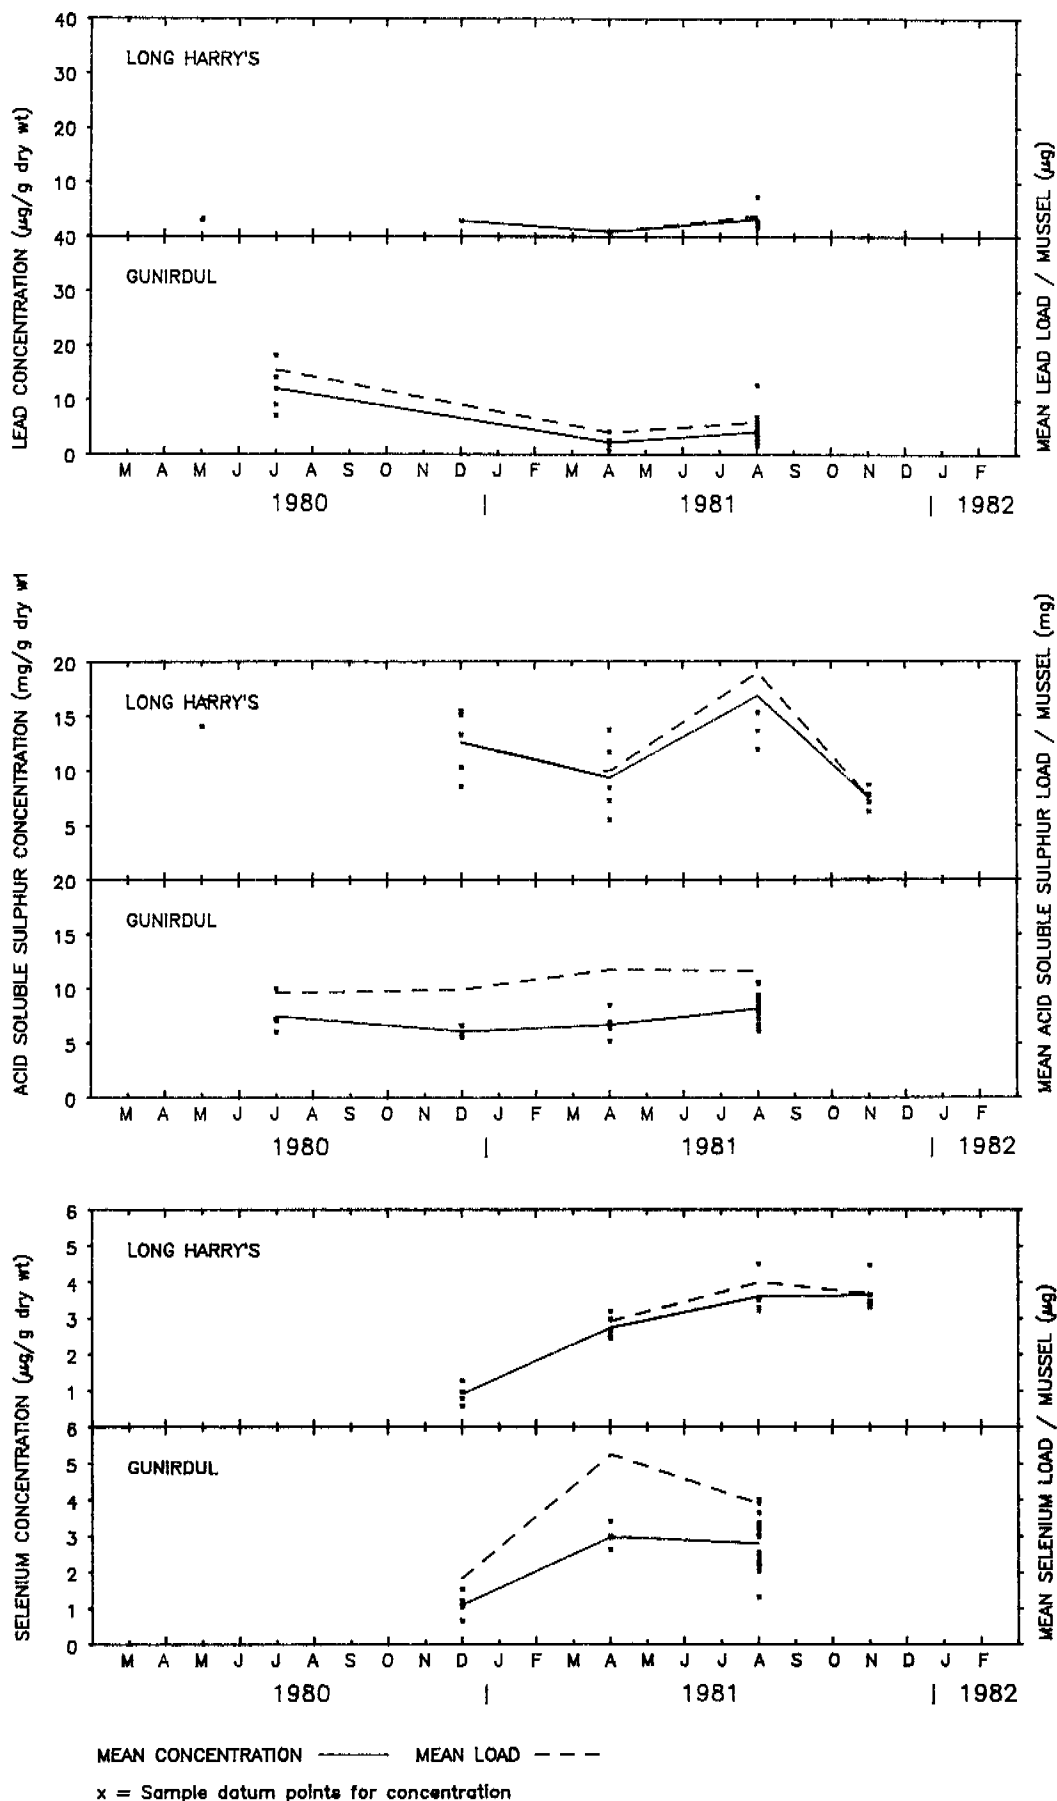 LEAD CONCENTRATION (µg/g dry wt)
MEAN LEAD LOAD / MUSSEL (µg)
40
LONG HARRY'S
30
20
10
40
GUNIRDUL
30
20
10
0
M A M J J A S O N D J F M A M J J A S O N D J F
1980 | 1981 | 1982
ACID SOLUBLE SULPHUR CONCENTRATION (mg/g dry wt
MEAN ACID SOLUBLE SULPHUR LOAD / MUSSEL (mg)
20
LONG HARRY'S
15
10
5
20
GUNIRDUL
15
10
5
0
M A M J J A S O N D J F M A M J J A S O N D J F
1980 | 1981 | 1982
SELENIUM CONCENTRATION (µg/g dry wt)
MEAN SELENIUM LOAD / MUSSEL (µg)
6
5
LONG HARRY'S
4
3
2
1
6
5
GUNIRDUL
4
3
2
1
0
M A M J J A S O N D J F M A M J J A S O N D J F
1980 | 1981 | 1982
MEAN CONCENTRATION MEAN LOAD
x = Sample datum points for concentration